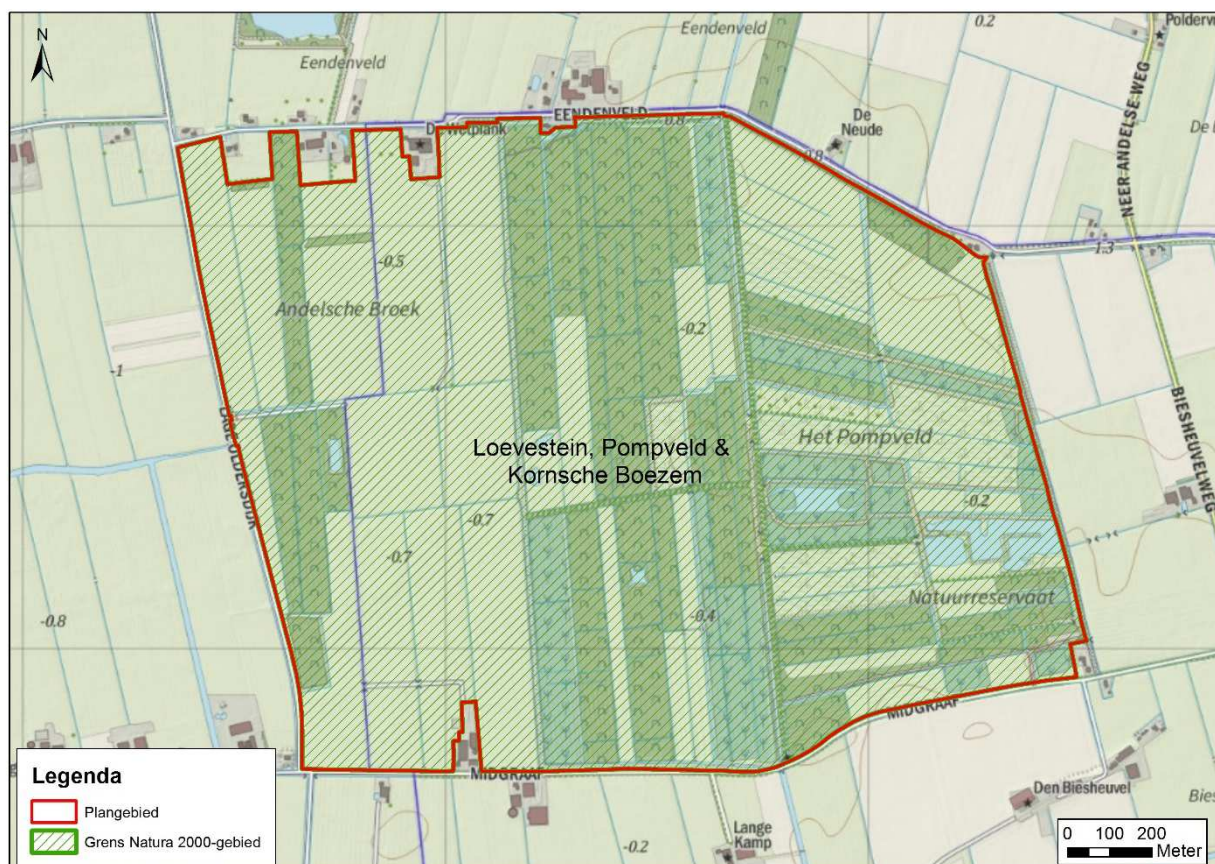 N
Eendenveld
Eendenveld
0.2
EENDENVELD
0.8
De Wetplank
De
Neude
0.8
NEER-ANDELSE-WEG
1.3
-0.5
Andelsche Broek
-0.2
-1
Loevestein, Pompveld &
Kornsche Boezem
Het Pompveld
BIESHEUVELWEG
-0.2
-0.7
-0.7
Natuurreservaat
-0.8
-0.4
MIDGRAAF
MIDGRAAF
Den Biesheuvel
Lange
Kamp
-0.2
Legenda
Plangebied
Grens Natura 2000-gebied
0 100 200
Meter